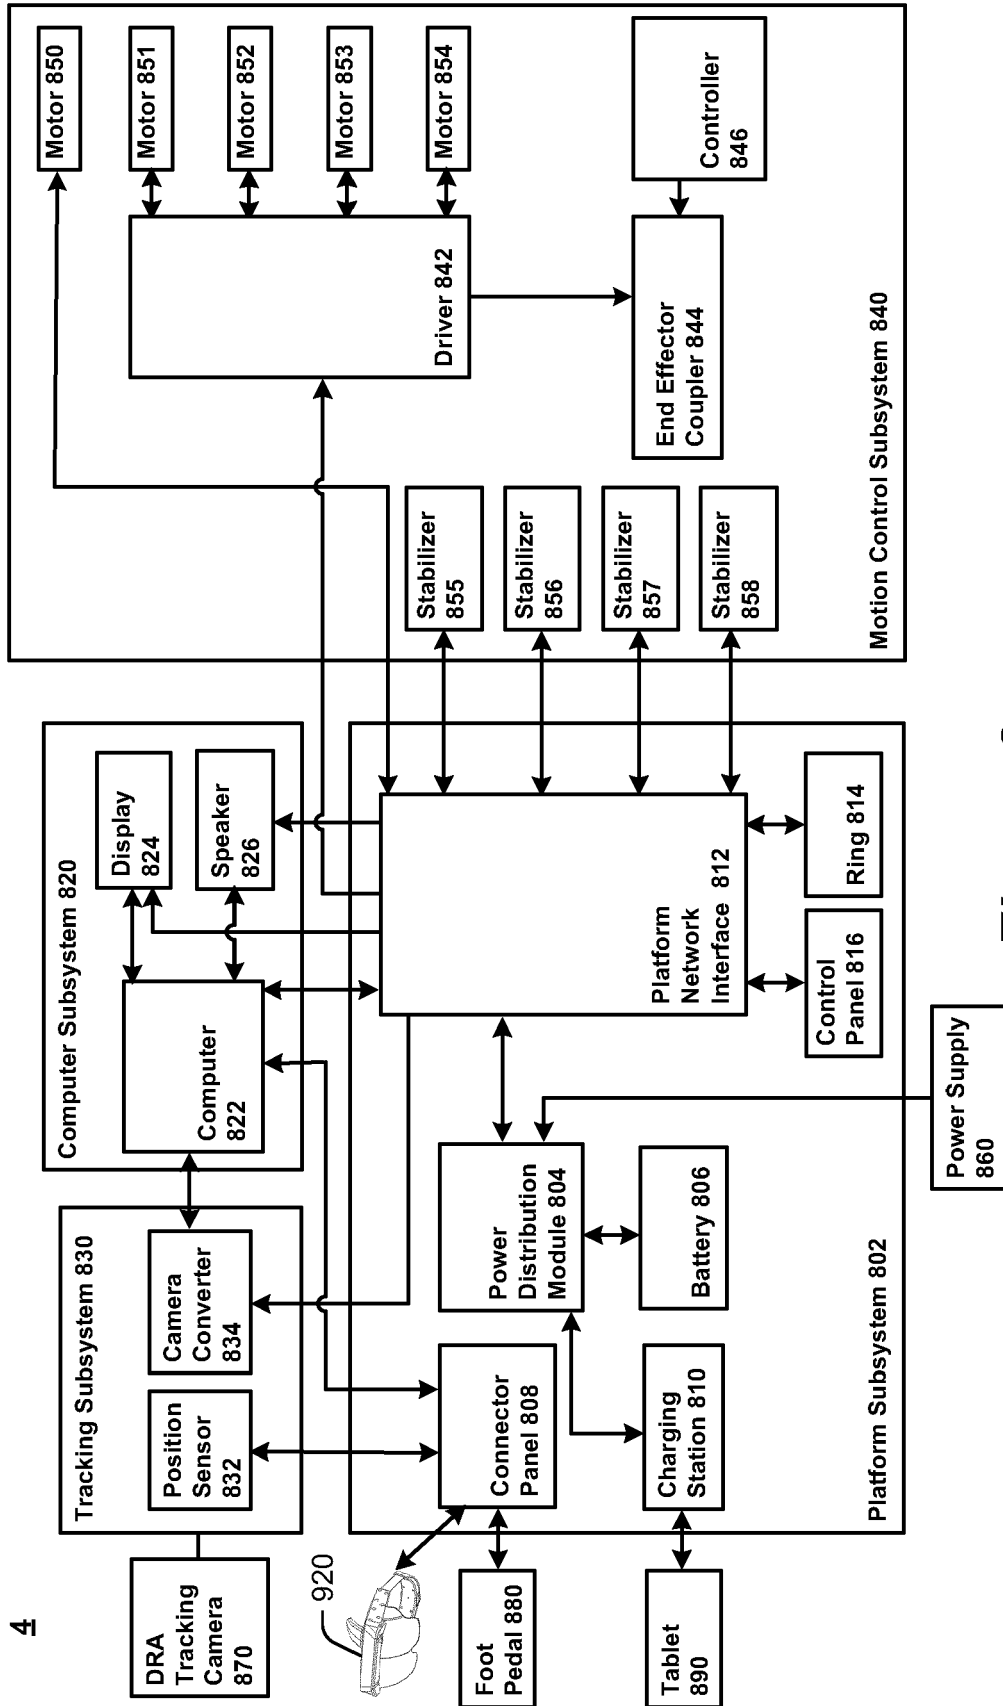 4
DRA
Tracking
Camera
870
Tracking Subsystem 830
Position
Sensor
832
Camera
Converter
834
Computer Subsystem 820
Computer
822
Display
824
Speaker
826
920
Foot
Pedal 880
Tablet
890
Platform Subsystem 802
Connector
Panel 808
Charging
Station 810
Power
Distribution
Module 804
Battery 806
Platform
Network
Interface 812
Control
Panel 816
Ring 814
Power Supply
860
Motion Control Subsystem 840
Stabilizer
855
Stabilizer
856
Stabilizer
857
Stabilizer
858
Driver 842
End Effector
Coupler 844
Controller
846
Motor 850
Motor 851
Motor 852
Motor 853
Motor 854